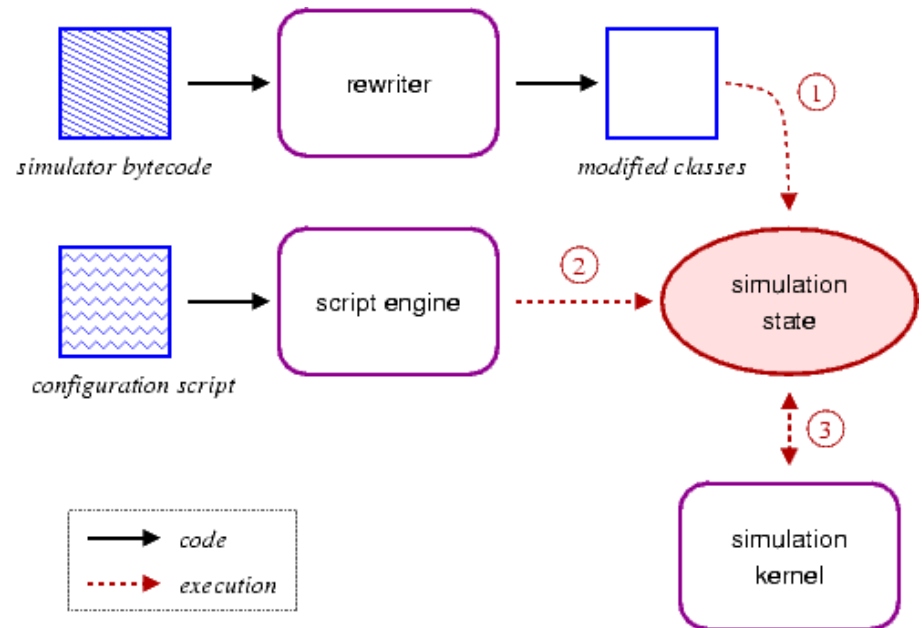 rewriter
1
simulator bytecode
modified classes
2
script engine
simulation
state
configuration script
3
code
execution
simulation
kernel